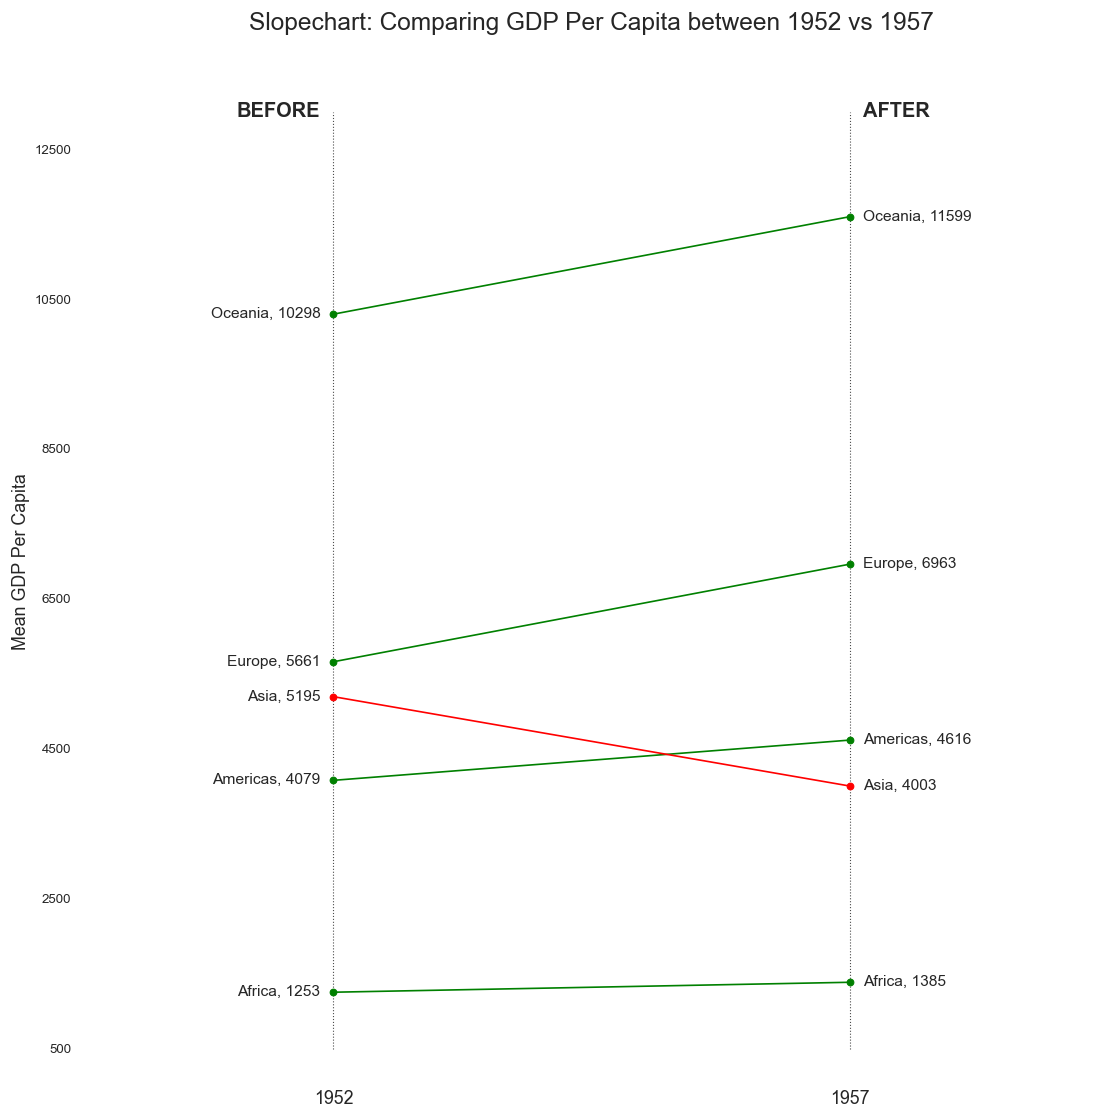 Slopechart: Comparing GDP Per Capita between 1952 vs 1957
BEFORE
AFTER
12500
Oceania, 11599
10500
Oceania, 10298
8500
Mean GDP Per Capita
Europe, 6963
6500
Europe, 5661
Asia, 5195
4500
Americas, 4616
Americas, 4079
Asia, 4003
2500
Africa, 1385
Africa, 1253
500
1952
1957